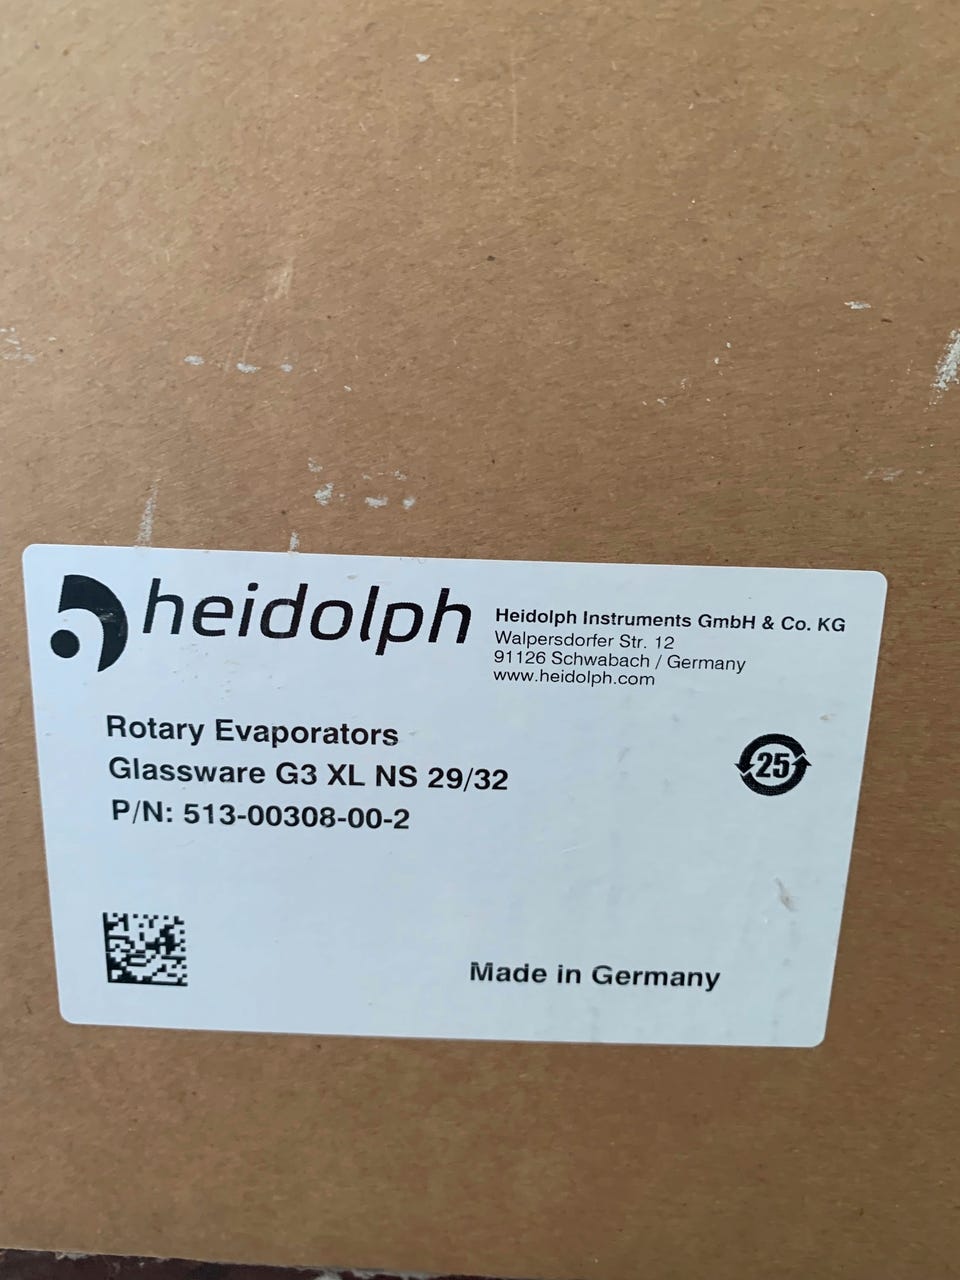 heidolph
Heidolph Instruments GmbH & Co. KG
Walpersdorfer Str. 12
91126 Schwabach / Germany
www.heidolph.com
Rotary Evaporators
Glassware G3 XL NS 29/32
P/N: 513-00308-00-2
25
Made in Germany